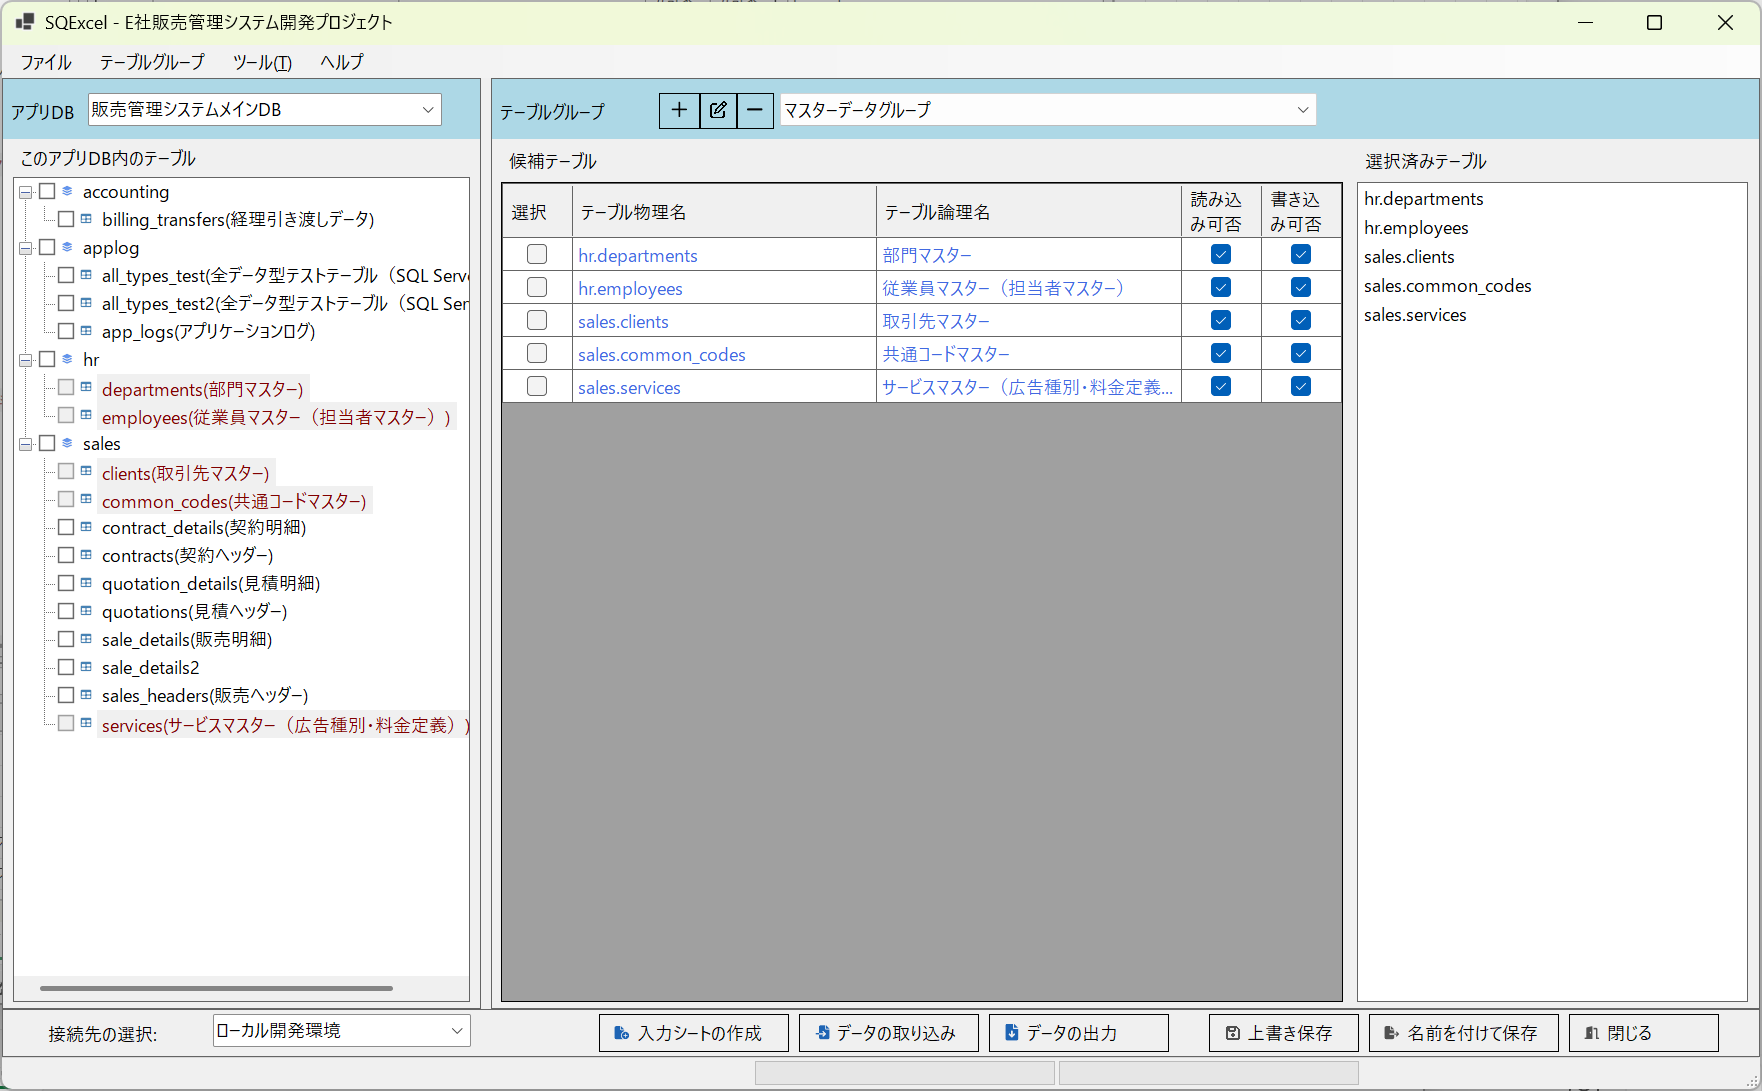 SQExcel - E社販売管理システム開発プロジェクト
ファイル テーブルグループ ツール(T) ヘルプ
アプリDB 販売管理システムメインDB
テーブルグループ マスターデータグループ
このアプリDB内のテーブル
accounting
billing_transfers(経理引き渡しデータ)
applog
all_types_test(全データ型テストテーブル（SQL Serve
all_types_test2(全データ型テストテーブル（SQL Ser
app_logs(アプリケーションログ)
hr
departments(部門マスター)
employees(従業員マスター（担当者マスター）)
sales
clients(取引先マスター)
common_codes(共通コードマスター)
contract_details(契約明細)
contracts(契約ヘッダー)
quotation_details(見積明細)
quotations(見積ヘッダー)
sale_details(販売明細)
sale_details2
sales_headers(販売ヘッダー)
services(サービスマスター（広告種別・料金定義）)
候補テーブル
選択 テーブル物理名 テーブル論理名 読み込み可否 書き込み可否
hr.departments 部門マスター
hr.employees 従業員マスター（担当者マスター）
sales.clients 取引先マスター
sales.common_codes 共通コードマスター
sales.services サービスマスター（広告種別・料金定義...
選択済みテーブル
hr.departments
hr.employees
sales.clients
sales.common_codes
sales.services
接続先の選択: ローカル開発環境
入力シートの作成 データの取り込み データの出力 上書き保存 名前を付けて保存 閉じる